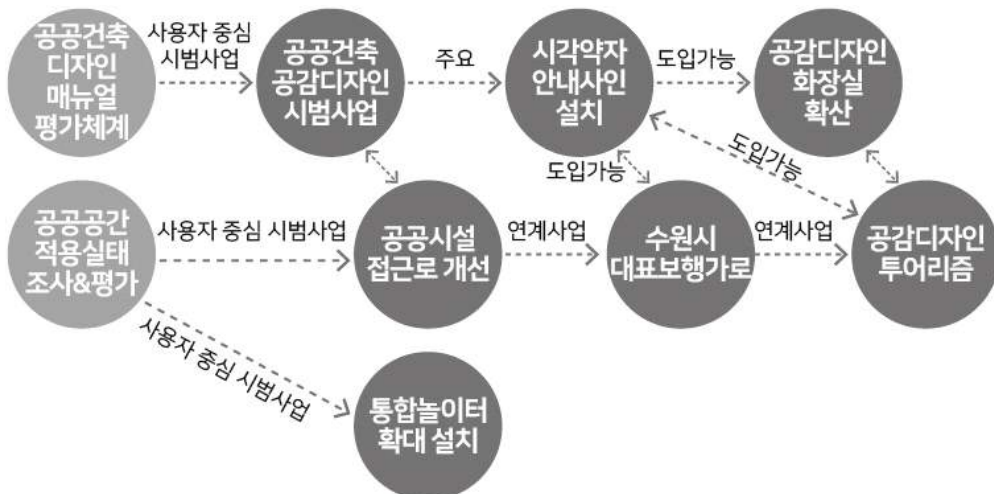 공공건축
디자인
매뉴얼
평가체계
사용자 중심
시범사업
공공건축
공감디자인
시범사업
주요
시각약자
안내사인
설치
도입가능
공감디자인
화장실
확산
도입가능
도입가능
공공공간
적용실태
조사&평가
사용자 중심 시범사업
공공시설
접근로 개선
연계사업
수원시
대표보행가로
연계사업
공감디자인
투어리즘
사용자 중심 시범사업
통합놀이터
확대 설치